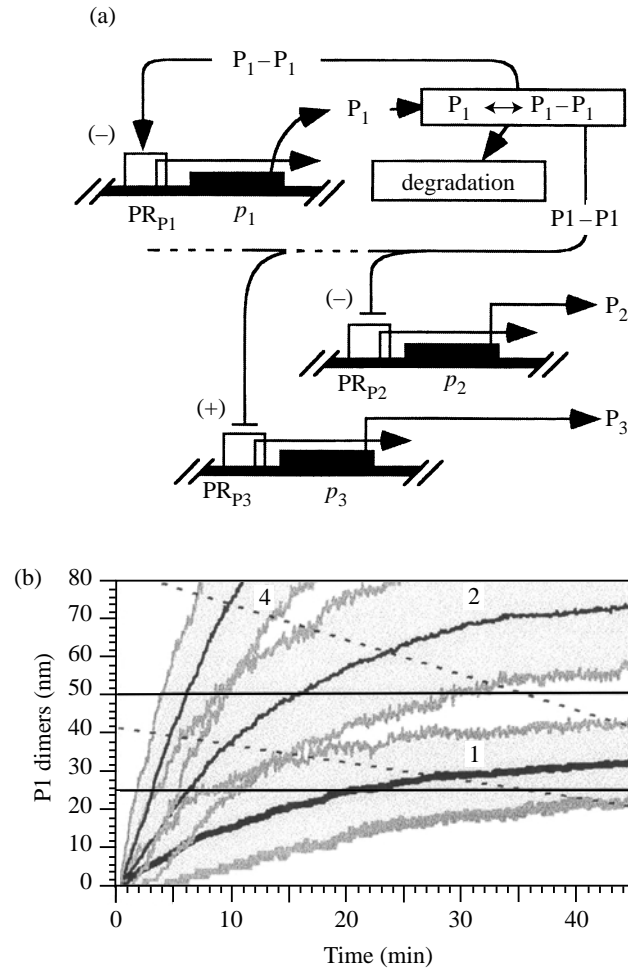 (a)
P1–P1
P1
P1 ↔ P1–P1
(–)
degradation
PRP1
p1
P1–P1
(–)
P2
PRP2
p2
(+)
P3
PRP3
p3
(b)
80
70
60
50
40
30
20
10
0
P1 dimers (nm)
4
2
1
0 10 20 30 40
Time (min)